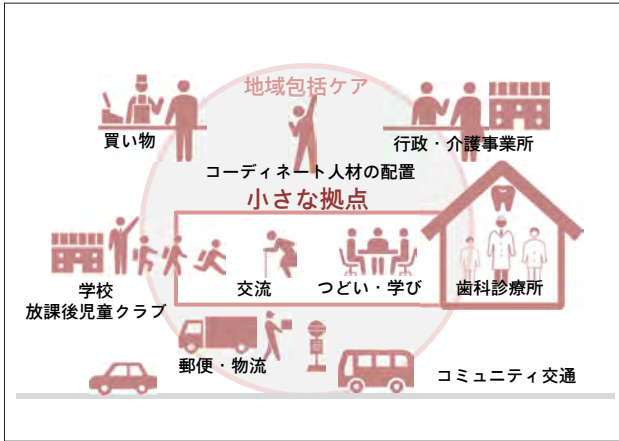 地域包括ケア
買い物
行政・介護事業所
コーディネート人材の配置
小さな拠点
学校
放課後児童クラブ
交流
つどい・学び
歯科診療所
郵便・物流
コミュニティ交通